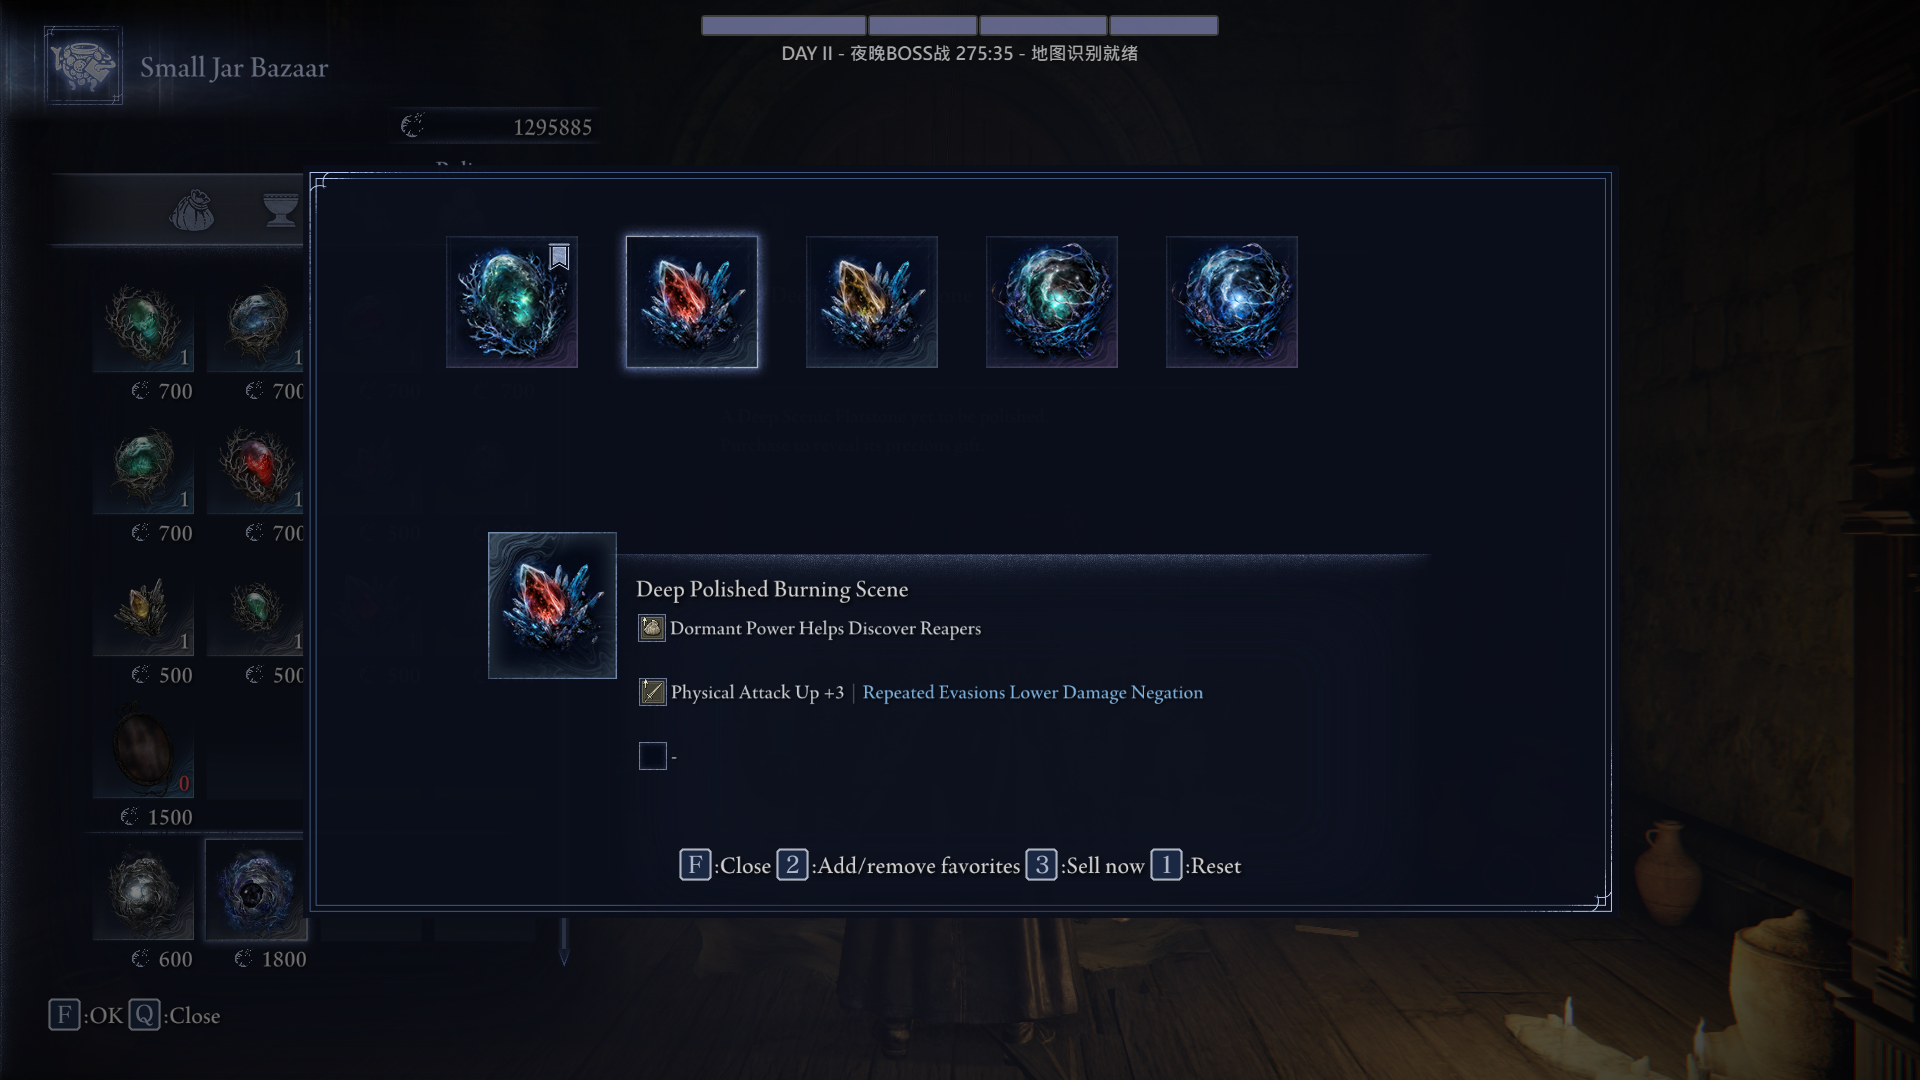 DAY II - 夜晚BOSS战 275:35 - 地图识别就绪
Small Jar Bazaar
1295885
1
1
700
700
1
1
700
700
1
1
500
500
0
1500
600
1800
Deep Polished Burning Scene
Dormant Power Helps Discover Reapers
Physical Attack Up +3 | Repeated Evasions Lower Damage Negation
-
F :Close 2 :Add/remove favorites 3 :Sell now 1 :Reset
F :OK Q :Close